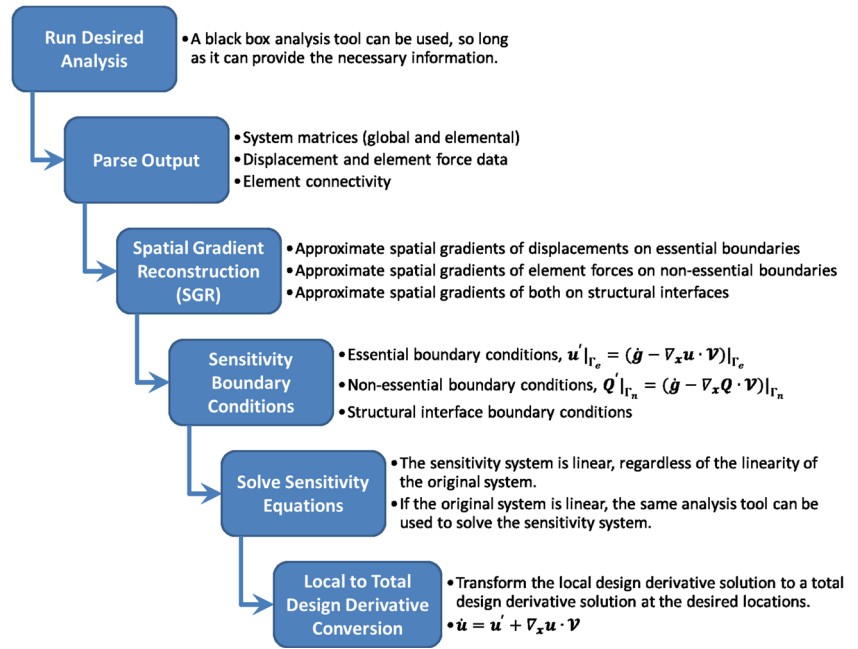 Run Desired
Analysis
•A black box analysis tool can be used, so long
as it can provide the necessary information.
Parse Output
•System matrices (global and elemental)
•Displacement and element force data
•Element connectivity
Spatial Gradient
Reconstruction
(SGR)
•Approximate spatial gradients of displacements on essential boundaries
•Approximate spatial gradients of element forces on non-essential boundaries
•Approximate spatial gradients of both on structural interfaces
Sensitivity
Boundary
Conditions
•Essential boundary conditions, u′|Γₑ = (ġ − ∇ₓu · 𝒱)|Γₑ
•Non-essential boundary conditions, Q′|Γₙ = (ġ − ∇ₓQ · 𝒱)|Γₙ
•Structural interface boundary conditions
Solve Sensitivity
Equations
•The sensitivity system is linear, regardless of the linearity of
the original system.
•If the original system is linear, the same analysis tool can be
used to solve the sensitivity system.
Local to Total
Design Derivative
Conversion
•Transform the local design derivative solution to a total
design derivative solution at the desired locations.
•u̇ = u′ + ∇ₓu · 𝒱